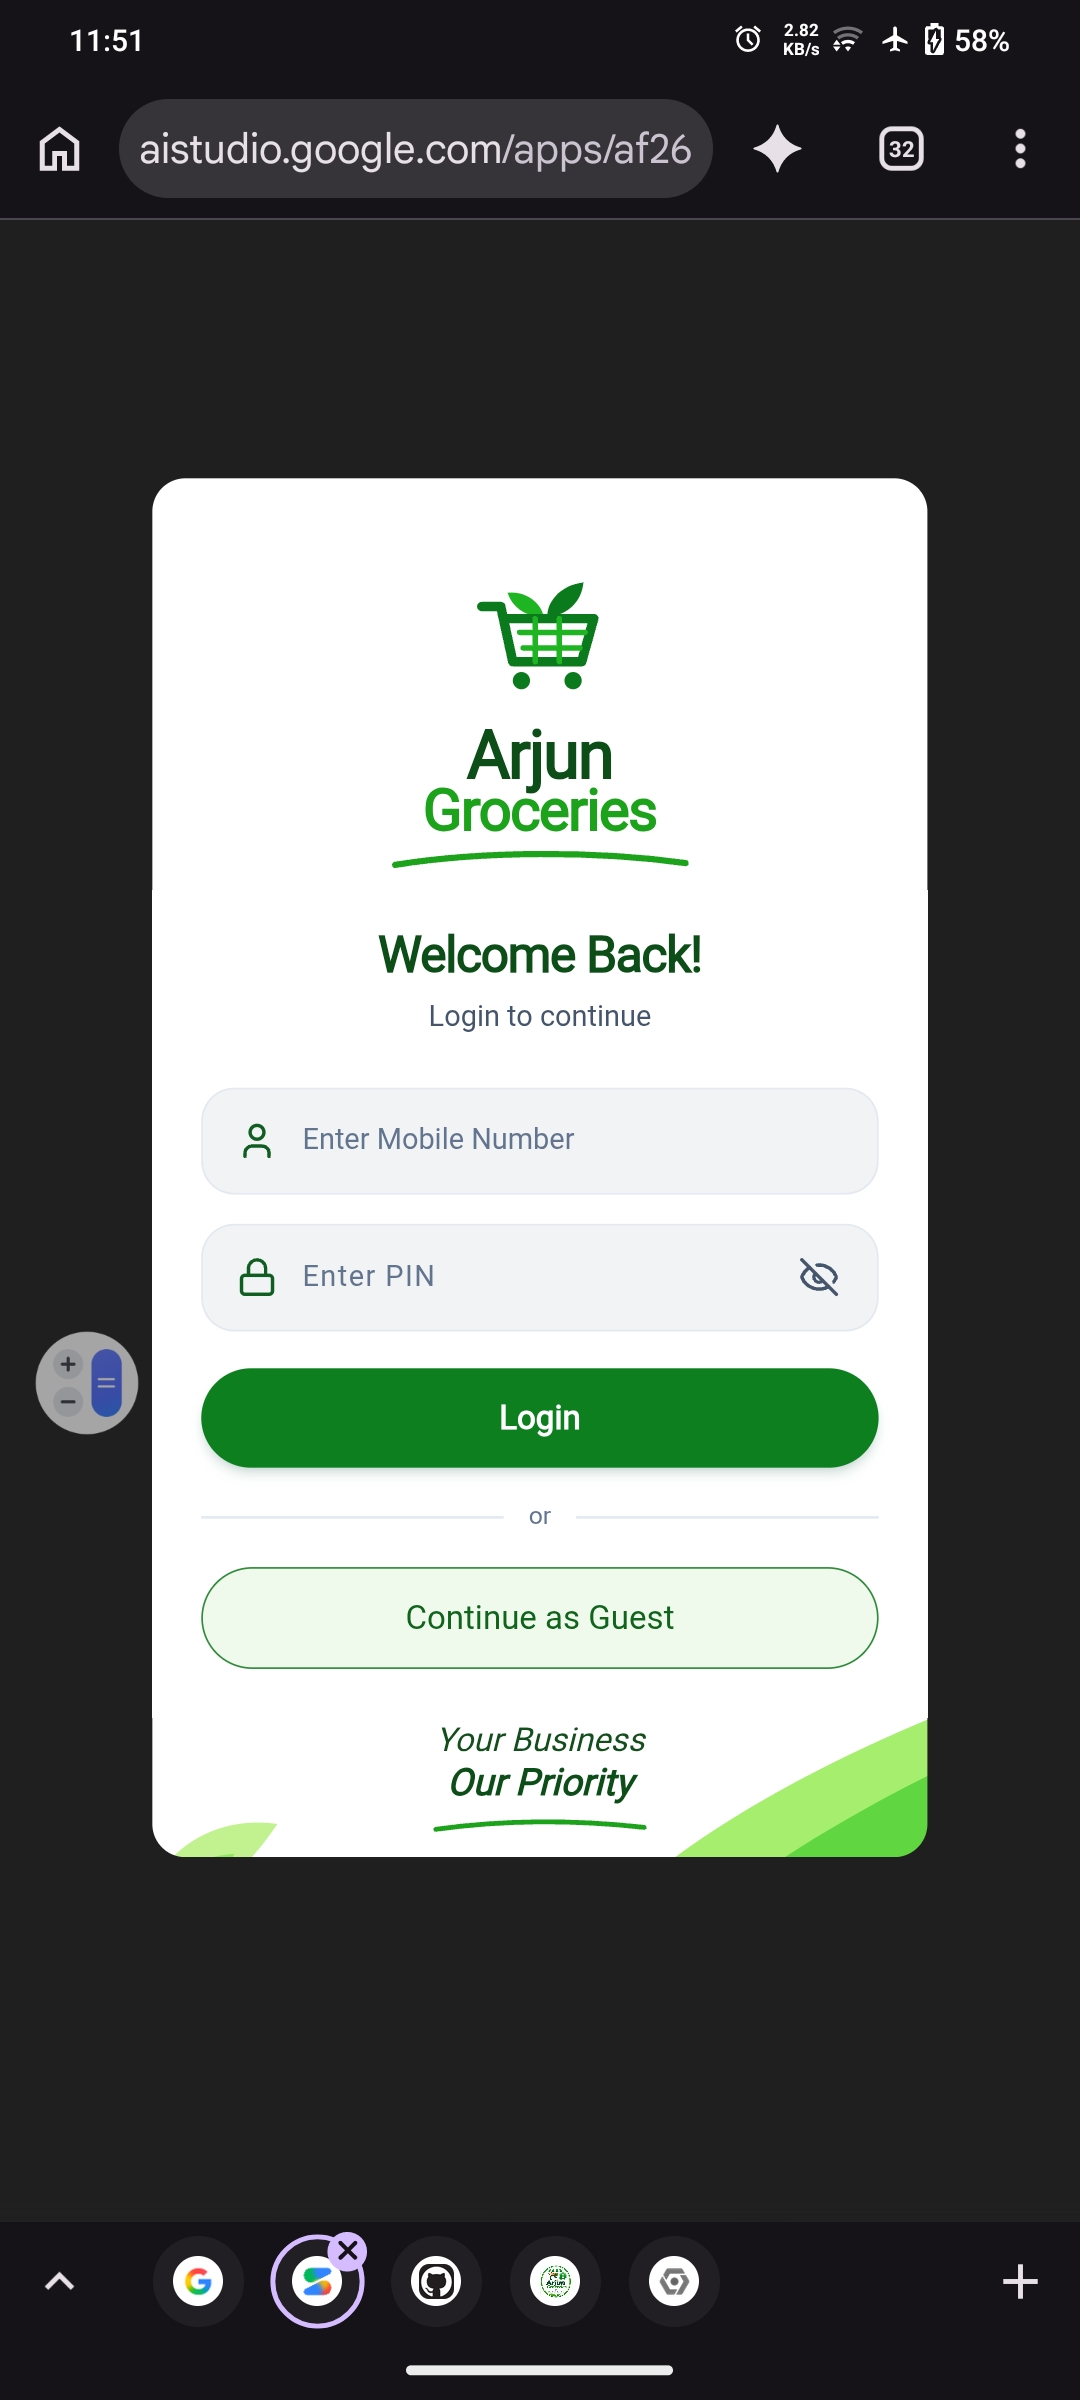 11:51
2.82
KB/s
58%
aistudio.google.com/apps/af26
32
Arjun
Groceries
Welcome Back!
Login to continue
Enter Mobile Number
Enter PIN
Login
or
Continue as Guest
Your Business
Our Priority